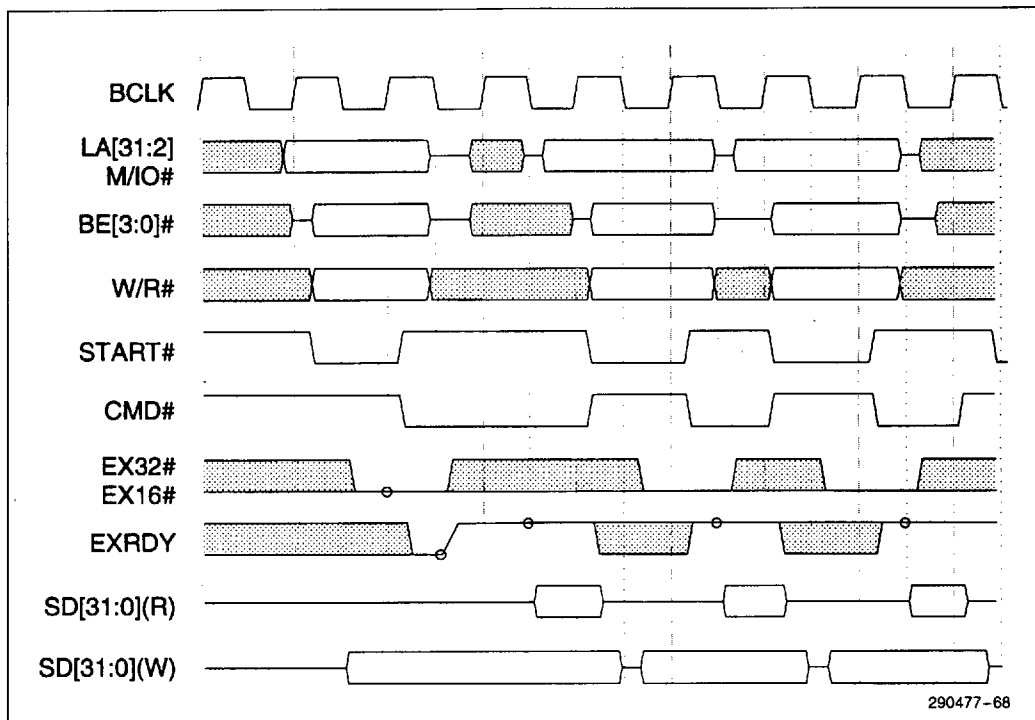 BCLK
LA[31:2]
M/IO#
BE[3:0]#
W/R#
START#
CMD#
EX32#
EX16#
EXRDY
SD[31:0](R)
SD[31:0](W)
290477-68